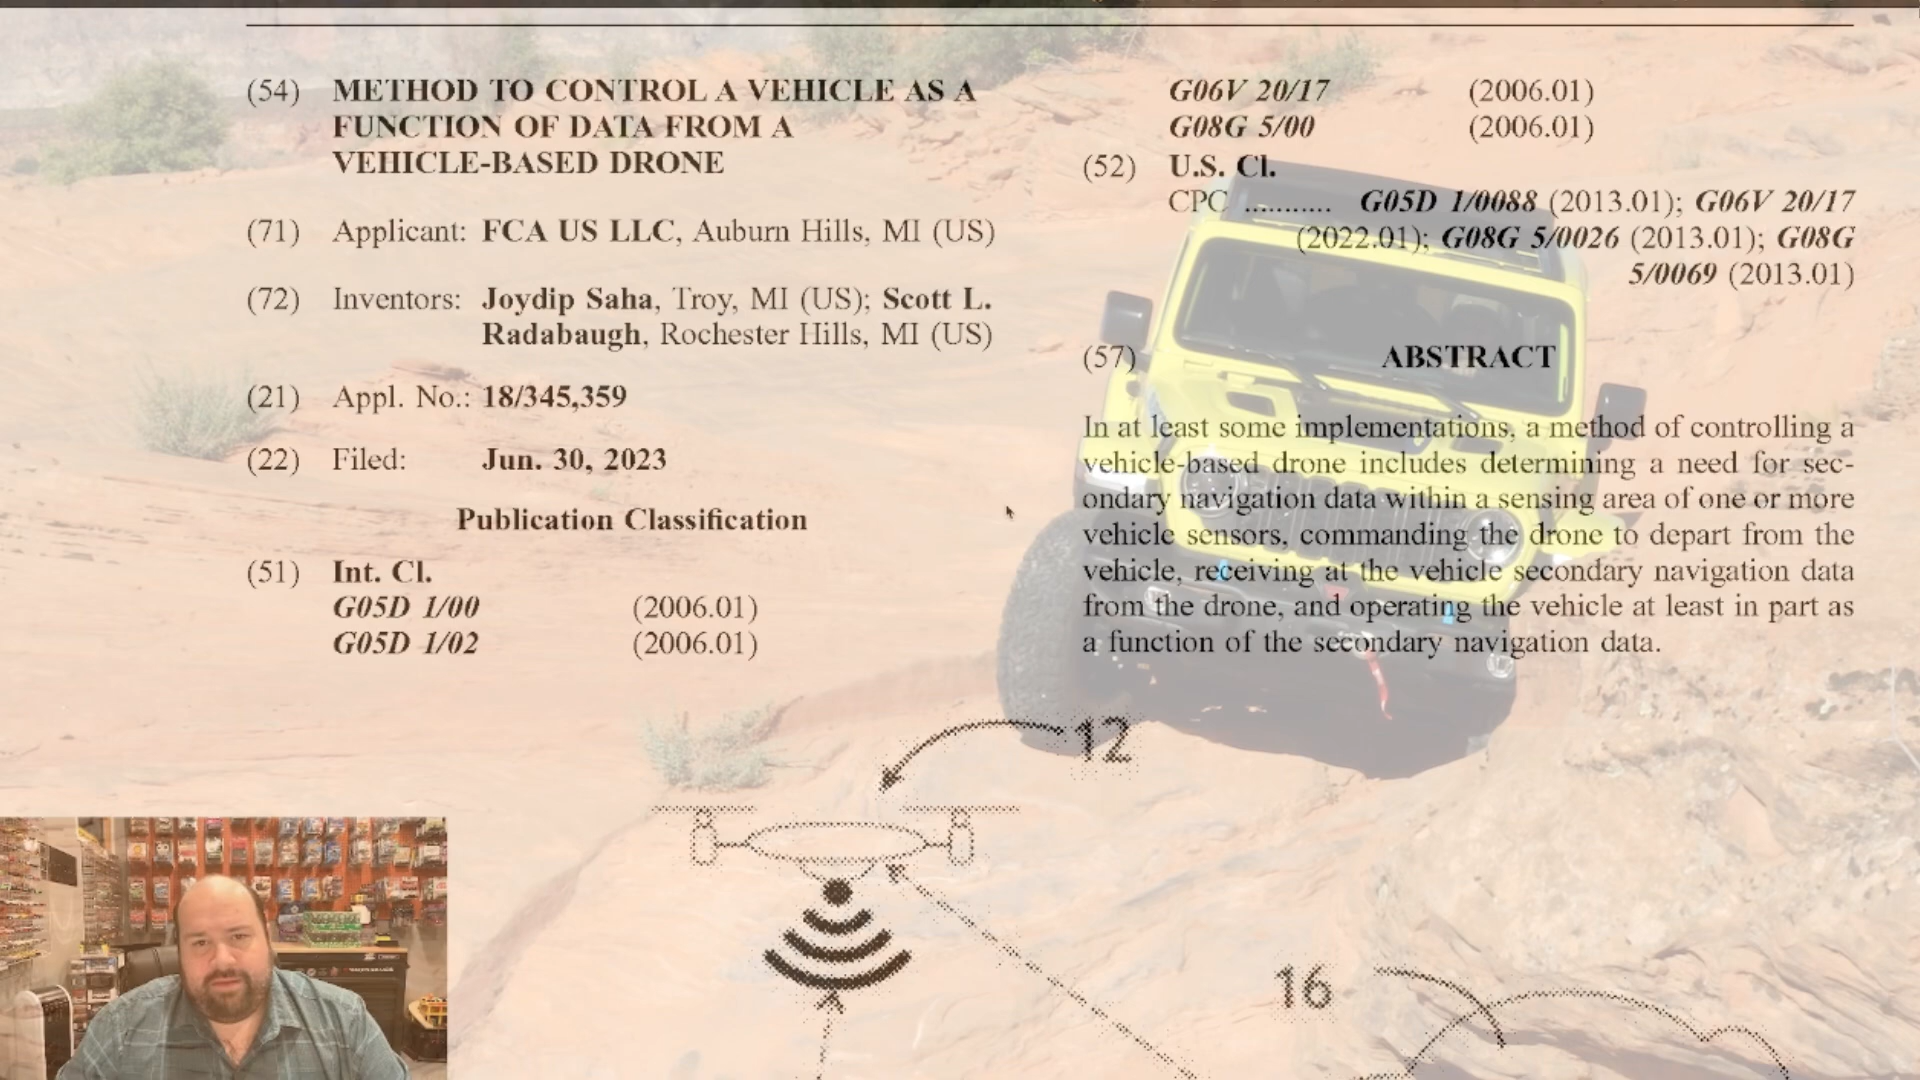 (54) METHOD TO CONTROL A VEHICLE AS A
FUNCTION OF DATA FROM A
VEHICLE-BASED DRONE
(71) Applicant: FCA US LLC, Auburn Hills, MI (US)
(72) Inventors: Joydip Saha, Troy, MI (US); Scott L.
Radabaugh, Rochester Hills, MI (US)
(21) Appl. No.: 18/345,359
(22) Filed: Jun. 30, 2023
Publication Classification
(51) Int. Cl.
G05D 1/00 (2006.01)
G05D 1/02 (2006.01)
G06V 20/17 (2006.01)
G08G 5/00 (2006.01)
(52) U.S. Cl.
CPC ........... G05D 1/0088 (2013.01); G06V 20/17
(2022.01); G08G 5/0026 (2013.01); G08G
5/0069 (2013.01)
(57) ABSTRACT
In at least some implementations, a method of controlling a
vehicle-based drone includes determining a need for sec-
ondary navigation data within a sensing area of one or more
vehicle sensors, commanding the drone to depart from the
vehicle, receiving at the vehicle secondary navigation data
from the drone, and operating the vehicle at least in part as
a function of the secondary navigation data.
12
16